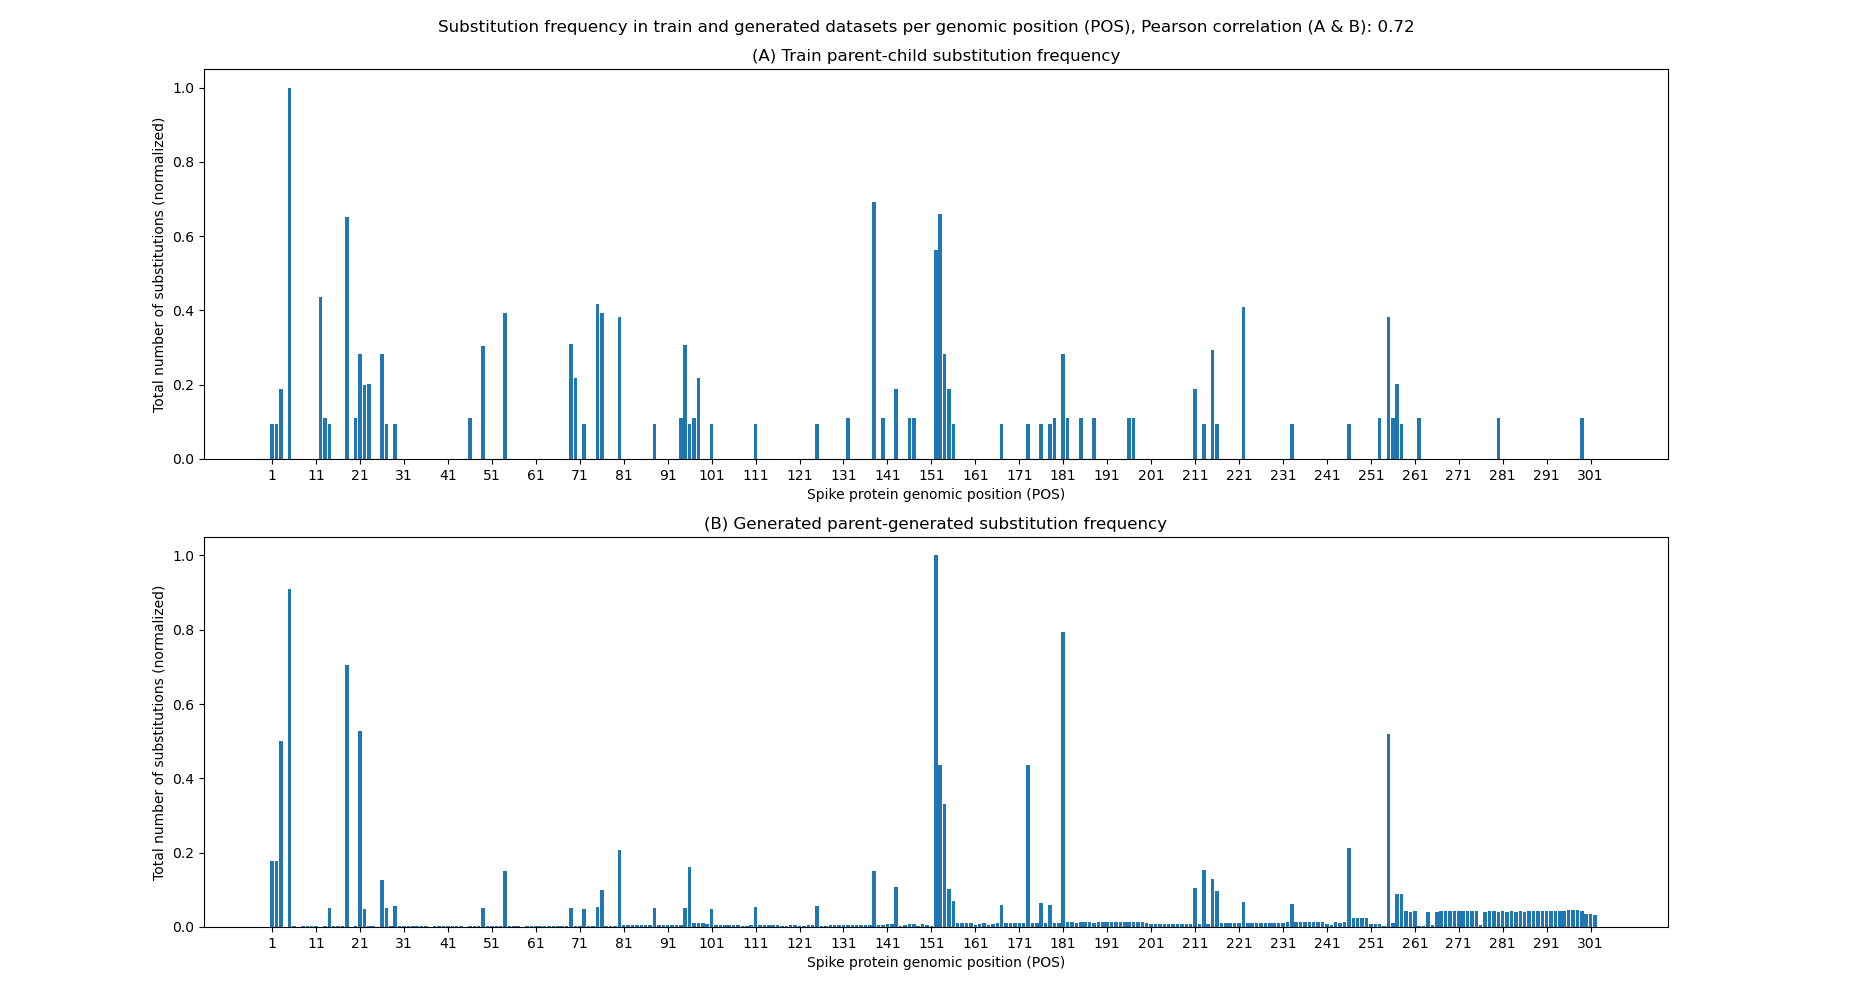 Substitution frequency in train and generated datasets per genomic position (POS), Pearson correlation (A & B): 0.72
(A) Train parent-child substitution frequency
Total number of substitutions (normalized)
1.0
0.8
0.6
0.4
0.2
0.0
1 11 21 31 41 51 61 71 81 91 101 111 121 131 141 151 161 171 181 191 201 211 221 231 241 251 261 271 281 291 301
Spike protein genomic position (POS)
(B) Generated parent-generated substitution frequency
Total number of substitutions (normalized)
1.0
0.8
0.6
0.4
0.2
0.0
1 11 21 31 41 51 61 71 81 91 101 111 121 131 141 151 161 171 181 191 201 211 221 231 241 251 261 271 281 291 301
Spike protein genomic position (POS)